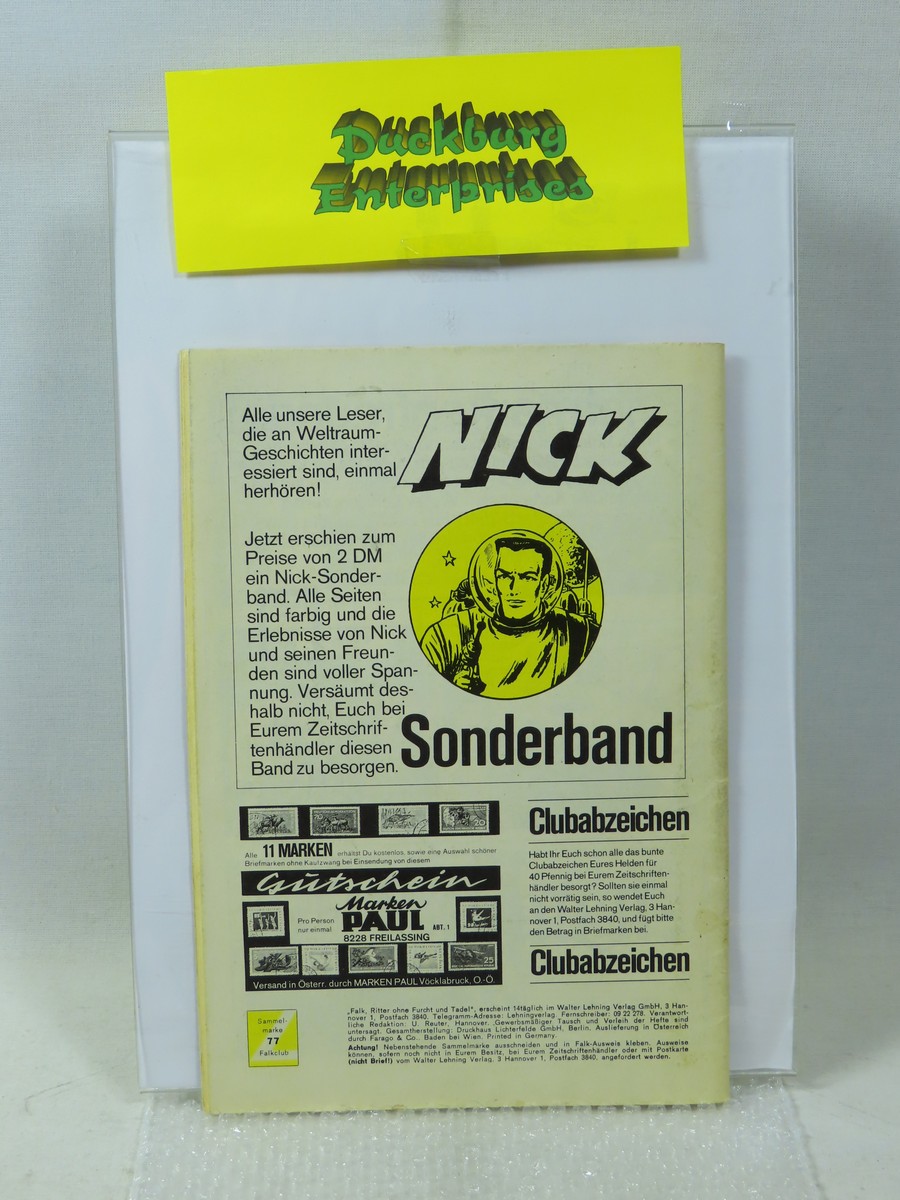 Duckburg
Enterprises
Alle unsere Leser,
die an Weltraum-
Geschichten inter-
essiert sind, einmal
herhören!
NICK
Jetzt erschien zum
Preise von 2 DM
ein Nick-Sonder-
band. Alle Seiten
sind farbig und die
Erlebnisse von Nick
und seinen Freun-
den sind voller Span-
nung. Versäumt des-
halb nicht, Euch bei
Eurem Zeitschrif-
tenhändler diesen
Band zu besorgen.
Sonderband
Alle 11 MARKEN erhältst Du kostenlos, sowie eine Auswahl schöner
Briefmarken ohne Kaufzwang bei Einsendung von diesem
Gutschein
Pro Person
nur einmal
Marken
PAUL ABT. 1
8228 FREILASSING
25
Versand in Österr. durch MARKEN PAUL Vöcklabruck, O.-Ö.
Clubabzeichen
Habt Ihr Euch schon alle das bunte
Clubabzeichen Eures Helden für
40 Pfennig bei Eurem Zeitschriften-
händler besorgt? Sollten sie einmal
nicht vorrätig sein, so wendet Euch
an den Walter Lehning Verlag, 3 Han-
nover 1, Postfach 3840, und fügt bitte
den Betrag in Briefmarken bei.
Clubabzeichen
Sammel-
marke
77
Falkclub
„Falk, Ritter ohne Furcht und Tadel", erscheint 14täglich im Walter Lehning Verlag GmbH, 3 Han-
nover 1, Postfach 3840. Telegramm-Adresse: Lehningverlag. Fernschreiber: 09 22 278. Verantwort-
liche Redaktion: U. Reuter, Hannover. „Gewerbsmäßiger Tausch und Verleih der Hefte sind
untersagt. Gesamtherstellung: Druckhaus Lichterfelde GmbH, Berlin. Auslieferung in Österreich
durch Farago & Co., Baden bei Wien. Printed in Germany.
Achtung! Nebenstehende Sammelmarke ausschneiden und in Falk-Ausweis kleben. Ausweise
können, sofern noch nicht in Eurem Besitz, bei Eurem Zeitschriftenhändler oder mit Postkarte
(nicht Brief!) vom Walter Lehning Verlag, 3 Hannover 1, Postfach 3840, angefordert werden.